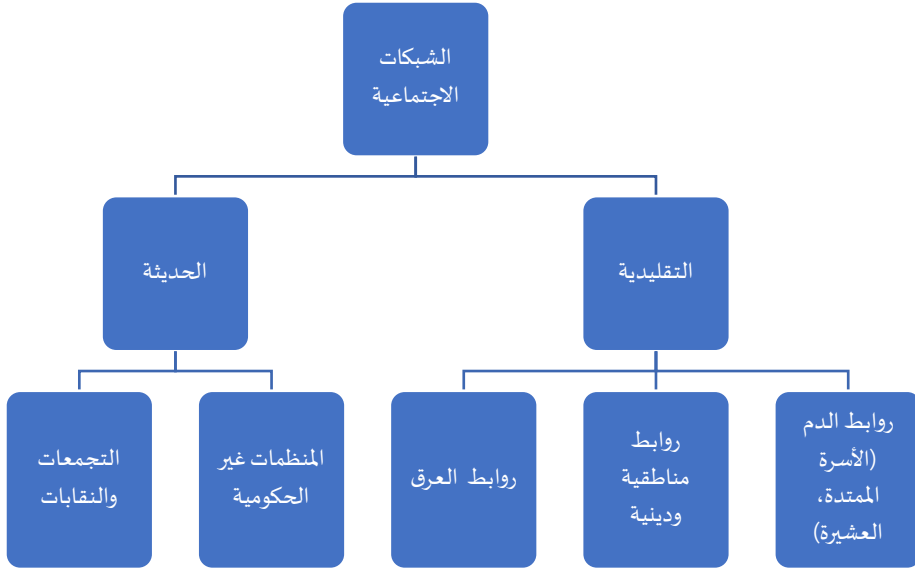 الشبكات
الاجتماعية
التقليدية
الحديثة
روابط الدم
(الأسرة
الممتدة،
العشيرة)
روابط
مناطقية
ودينية
روابط العرق
المنظمات غير
الحكومية
التجمعات
والنقابات